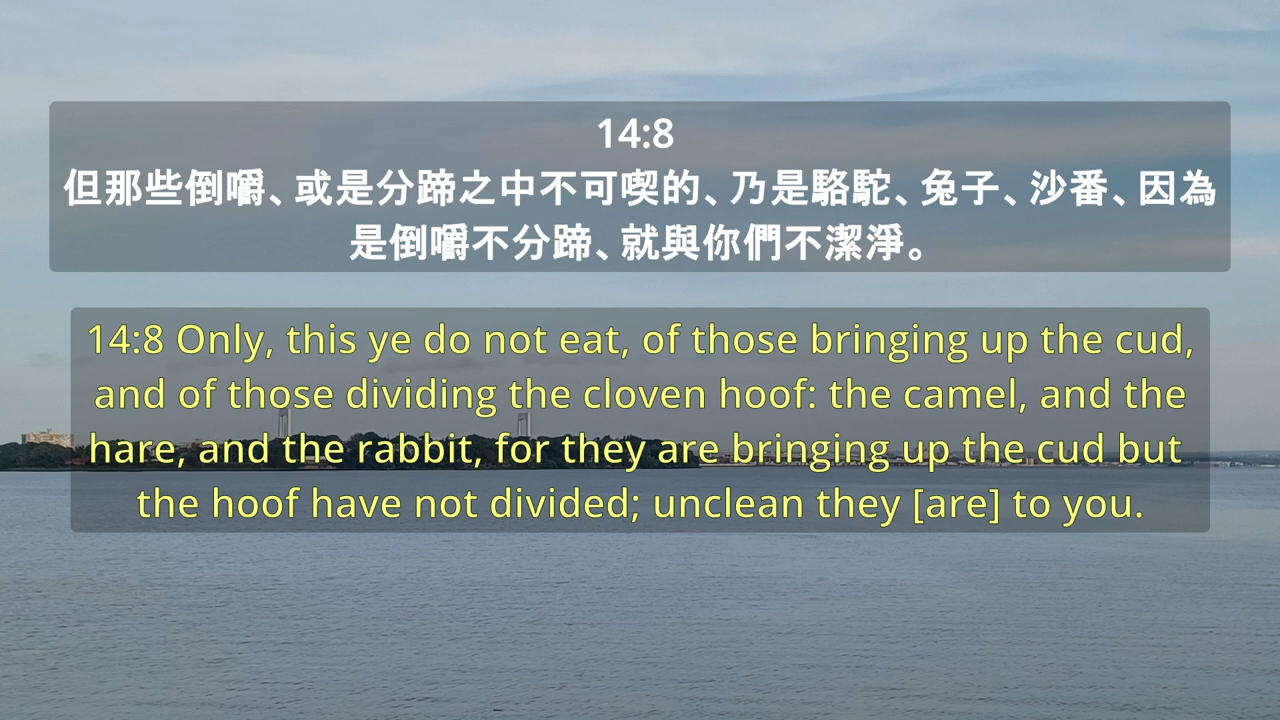 14:8
但那些倒嚼、或是分蹄之中不可喫的、乃是駱駝、兔子、沙番、因為
是倒嚼不分蹄、就與你們不潔淨。
14:8 Only, this ye do not eat, of those bringing up the cud,
and of those dividing the cloven hoof: the camel, and the
hare, and the rabbit, for they are bringing up the cud but
the hoof have not divided; unclean they [are] to you.